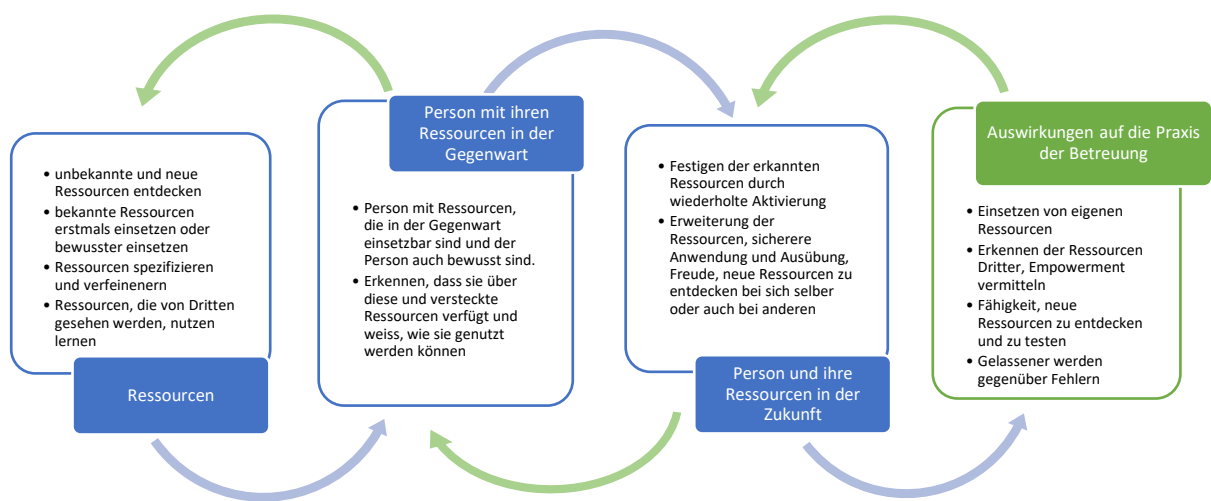 • unbekannte und neue
Ressourcen entdecken
• bekannte Ressourcen
erstmals einsetzen oder
bewusster einsetzen
• Ressourcen spezifizieren
und verfeinenern
• Ressourcen, die von Dritten
gesehen werden, nutzen
lernen
Ressourcen
Person mit ihren
Ressourcen in der
Gegenwart
• Person mit Ressourcen,
die in der Gegenwart
einsetzbar sind und der
Person auch bewusst sind.
• Erkennen, dass sie über
diese und versteckte
Ressourcen verfügt und
weiss, wie sie genutzt
werden können
• Festigen der erkannten
Ressourcen durch
wiederholte Aktivierung
• Erweiterung der
Ressourcen, sicherere
Anwendung und Ausübung,
Freude, neue Ressourcen zu
entdecken bei sich selber
oder auch bei anderen
Person und ihre
Ressourcen in der
Zukunft
Auswirkungen auf die Praxis
der Betreuung
• Einsetzen von eigenen
Ressourcen
• Erkennen der Ressourcen
Dritter, Empowerment
vermitteln
• Fähigkeit, neue
Ressourcen zu entdecken
und zu testen
• Gelassener werden
gegenüber Fehlern